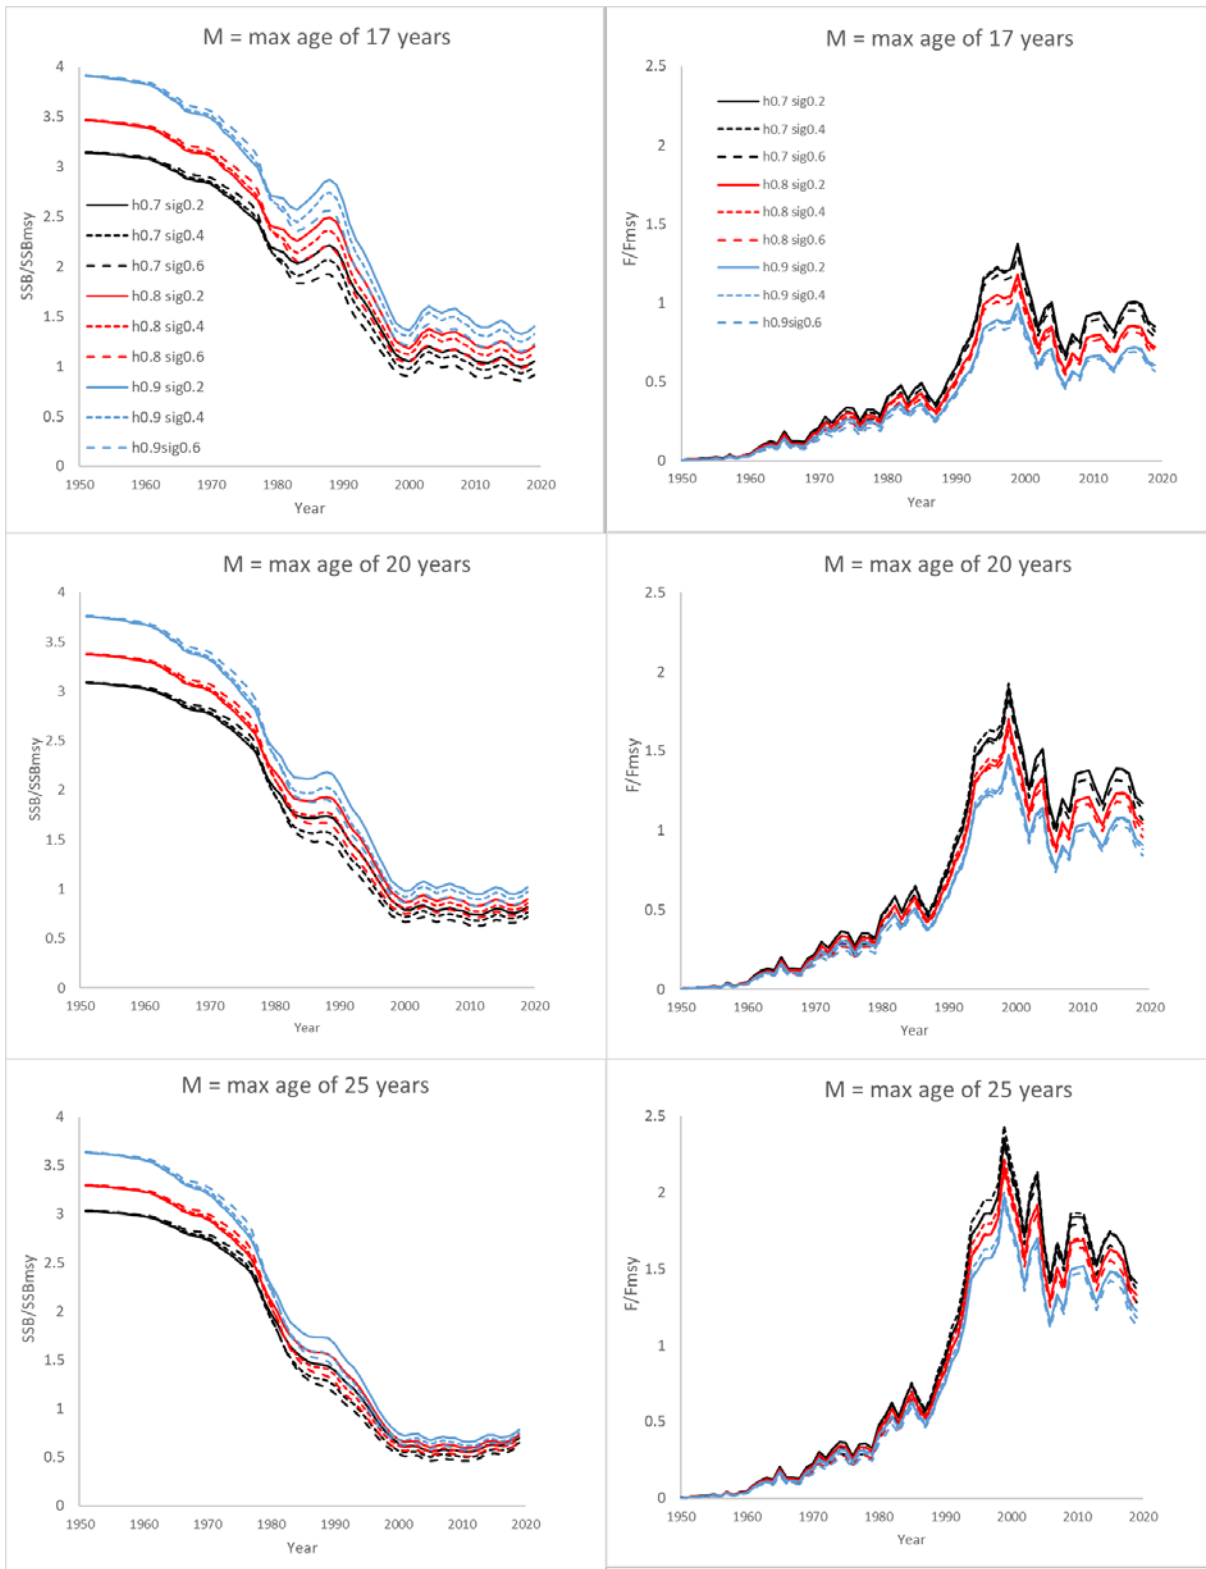 M = max age of 17 years
4
3.5
3
2.5
2
1.5
1
0.5
0
SSB/SSBmsy
h0.7 sig0.2
h0.7 sig0.4
h0.7 sig0.6
h0.8 sig0.2
h0.8 sig0.4
h0.8 sig0.6
h0.9 sig0.2
h0.9 sig0.4
h0.9sig0.6
1950 1960 1970 1980 1990 2000 2010 2020
Year
M = max age of 17 years
2.5
2
1.5
1
0.5
0
F/Fmsy
h0.7 sig0.2
h0.7 sig0.4
h0.7 sig0.6
h0.8 sig0.2
h0.8 sig0.4
h0.8 sig0.6
h0.9 sig0.2
h0.9 sig0.4
h0.9sig0.6
1950 1960 1970 1980 1990 2000 2010 2020
Year
M = max age of 20 years
4
3.5
3
2.5
2
1.5
1
0.5
0
SSB/SSBmsy
1950 1960 1970 1980 1990 2000 2010 2020
Year
M = max age of 20 years
2.5
2
1.5
1
0.5
0
F/Fmsy
1950 1960 1970 1980 1990 2000 2010 2020
Year
M = max age of 25 years
4
3.5
3
2.5
2
1.5
1
0.5
0
SSB/SSBmsy
1950 1960 1970 1980 1990 2000 2010 2020
Year
M = max age of 25 years
2.5
2
1.5
1
0.5
0
F/Fmsy
1950 1960 1970 1980 1990 2000 2010 2020
Year